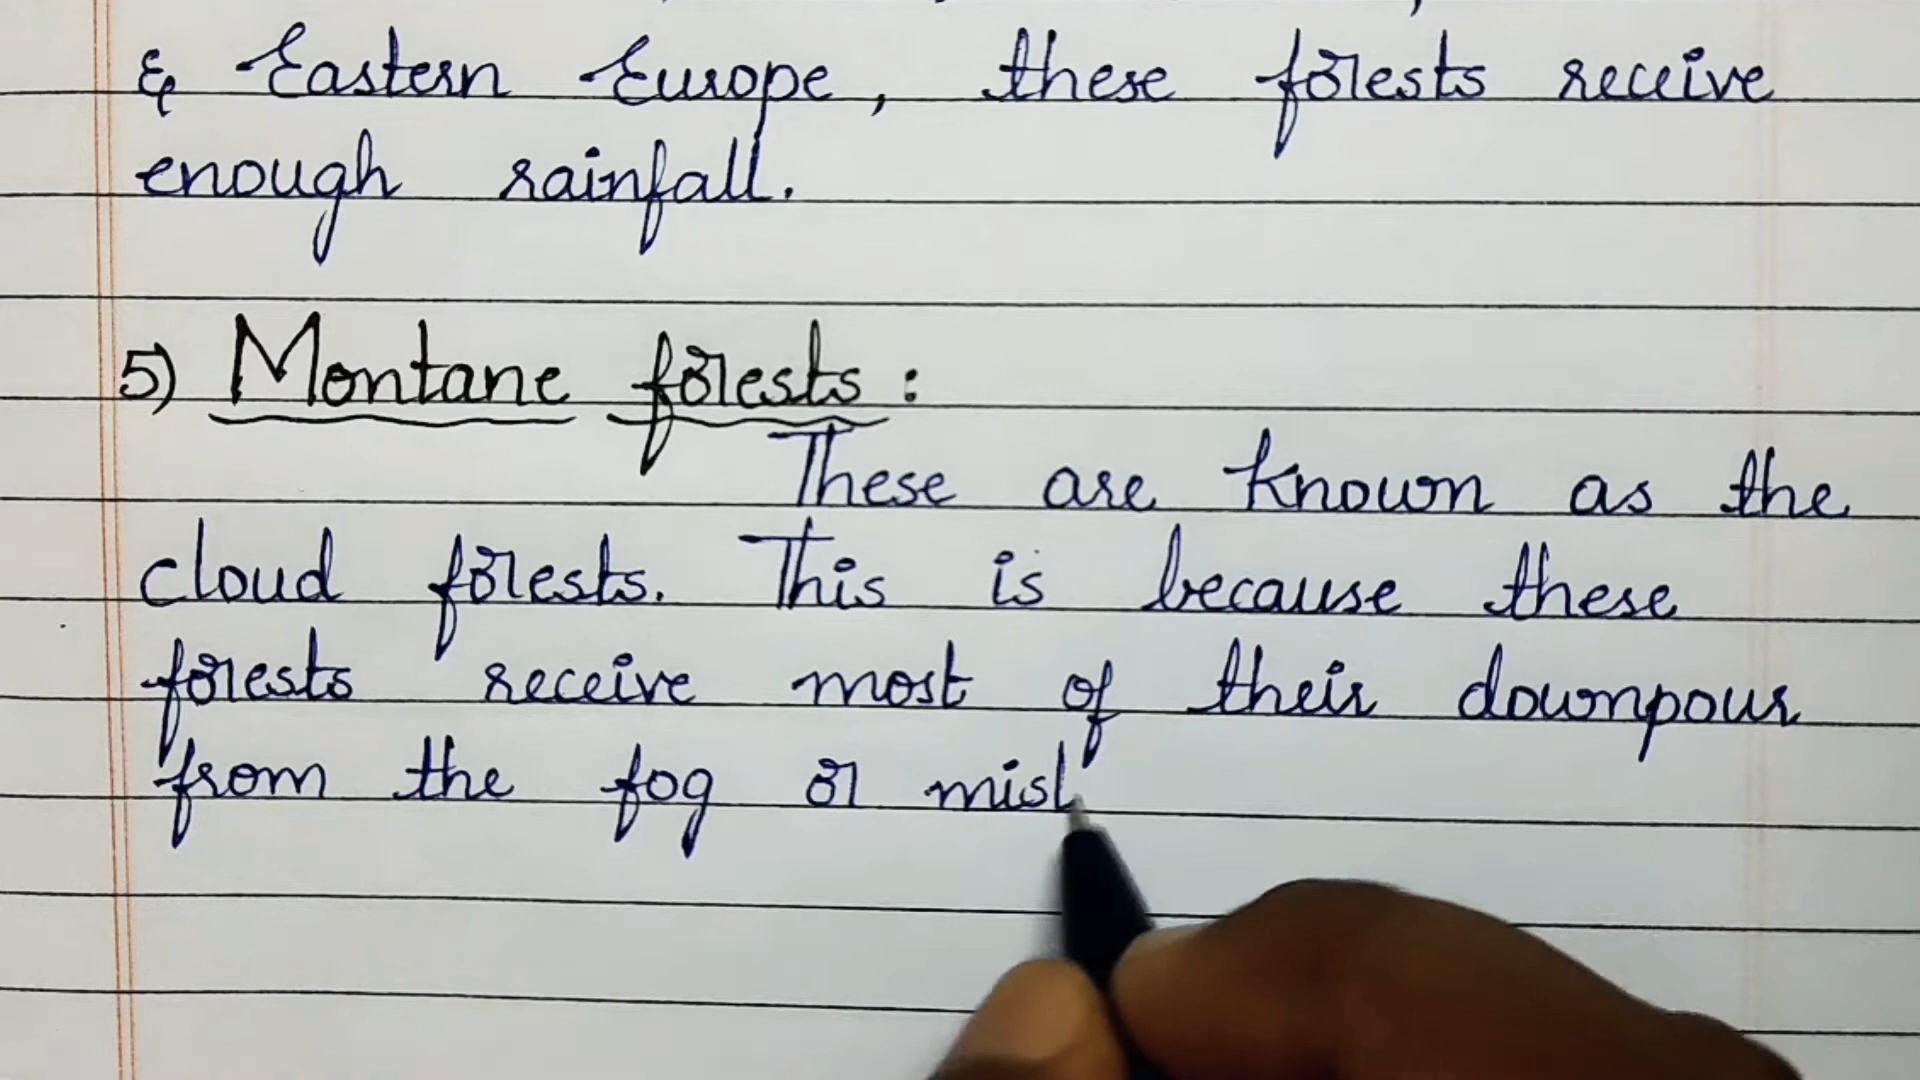 & Eastern Europe, these forests receive
enough rainfall.
5) Montane forests :
These are known as the
cloud forests. This is because these
forests receive most of their downpour
from the fog or mist